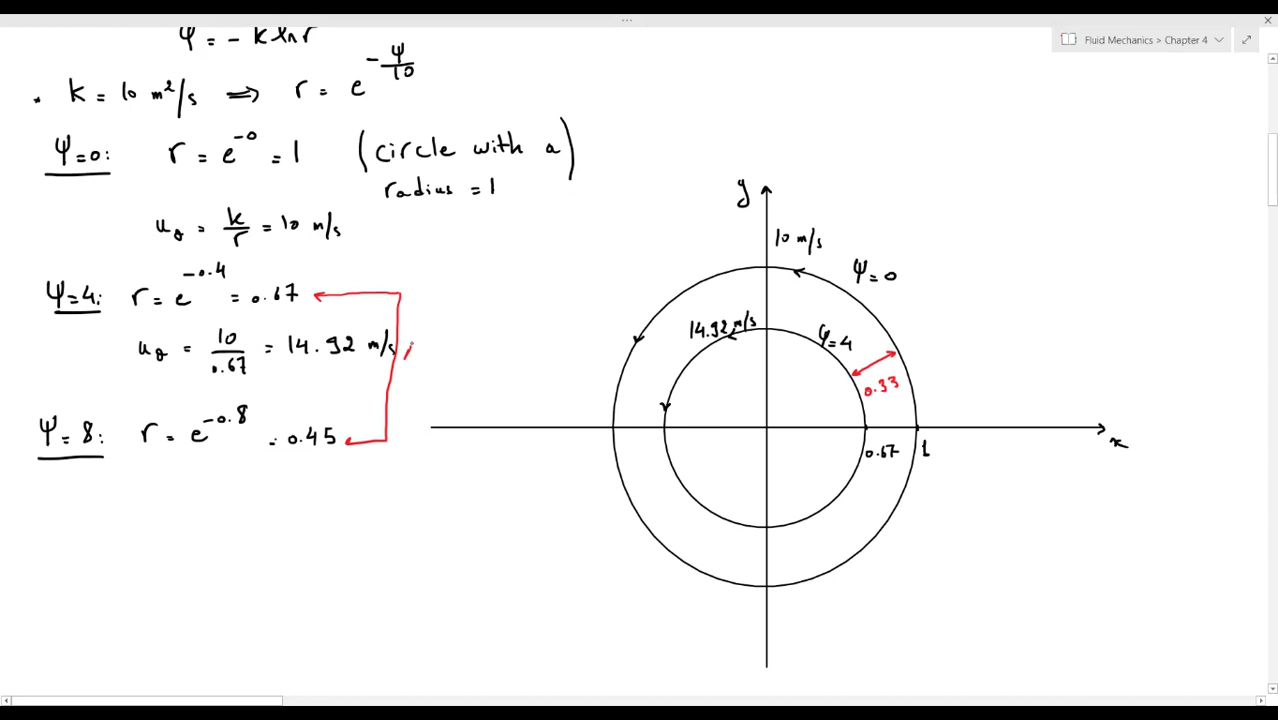 Fluid Mechanics > Chapter 4
ψ = - k ln r
. k = 10 m²/s ⟹ r = e^(-ψ/10)
ψ=0: r = e^(-0) = 1 (circle with a
radius = 1)
u_θ = k/r = 10 m/s
ψ=4: r = e^(-0.4) = 0.67
u_θ = 10/0.67 = 14.92 m/s
ψ = 8: r = e^(-0.8) = 0.45
y
10 m/s
ψ=0
14.92 m/s
ψ=4
0.33
0.67 1
x